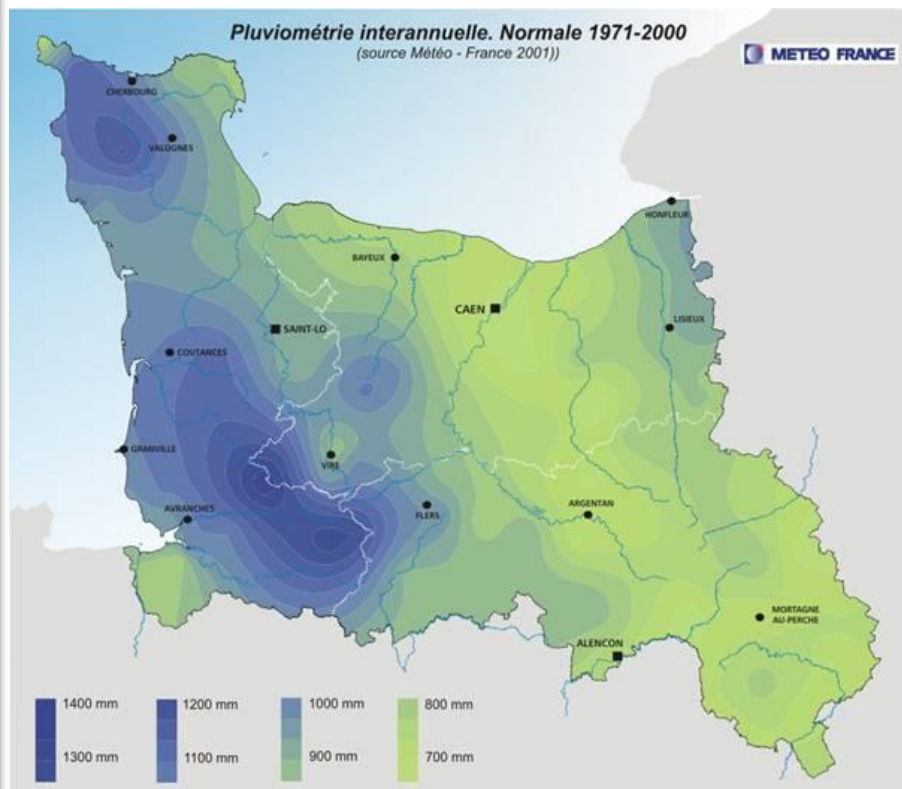 Pluviométrie interannuelle. Normale 1971-2000
(source Météo - France 2001))
METEO FRANCE
CHERBOURG
VALOGNES
HONFLEUR
BAYEUX
CAEN
SAINT-LO
LISIEUX
COUTANCES
GRANVILLE
VIRE
AVRANCHES
FLERS
ARGENTAN
MORTAGNE
AU-PERCHE
ALENCON
1400 mm
1300 mm
1200 mm
1100 mm
1000 mm
900 mm
800 mm
700 mm